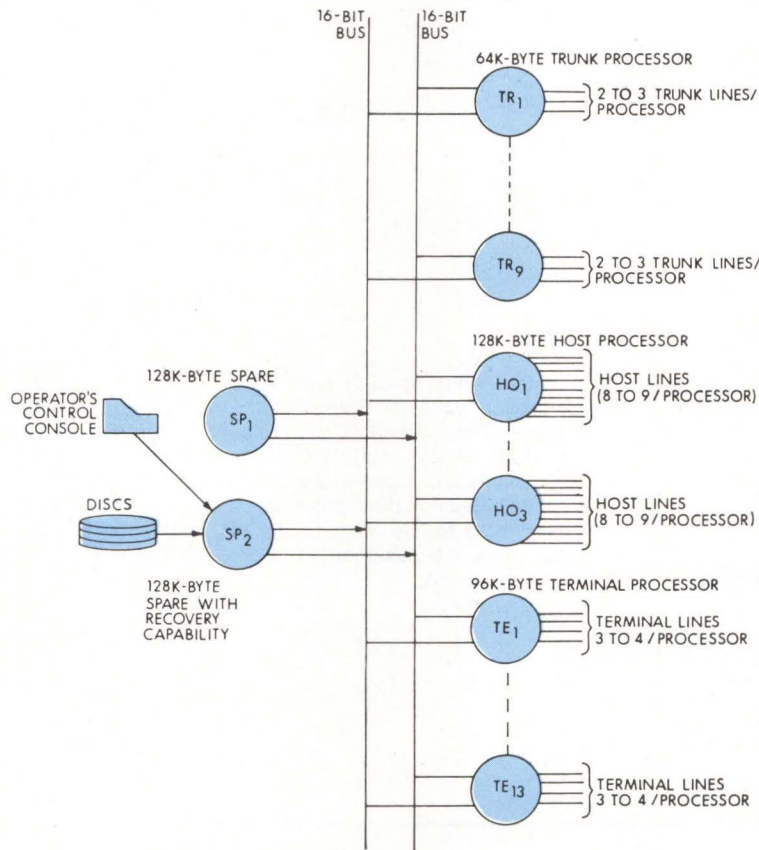 16-BIT
BUS
16-BIT
BUS
64K-BYTE TRUNK PROCESSOR
TR1
2 TO 3 TRUNK LINES/
PROCESSOR
TR9
2 TO 3 TRUNK LINES/
PROCESSOR
128K-BYTE HOST PROCESSOR
128K-BYTE SPARE
HO1
HOST LINES
(8 TO 9/PROCESSOR)
OPERATOR'S
CONTROL
CONSOLE
SP1
DISCS
SP2
HO3
HOST LINES
(8 TO 9/PROCESSOR)
128K-BYTE
SPARE WITH
RECOVERY
CAPABILITY
96K-BYTE TERMINAL PROCESSOR
TE1
TERMINAL LINES
3 TO 4/PROCESSOR
TE13
TERMINAL LINES
3 TO 4/PROCESSOR